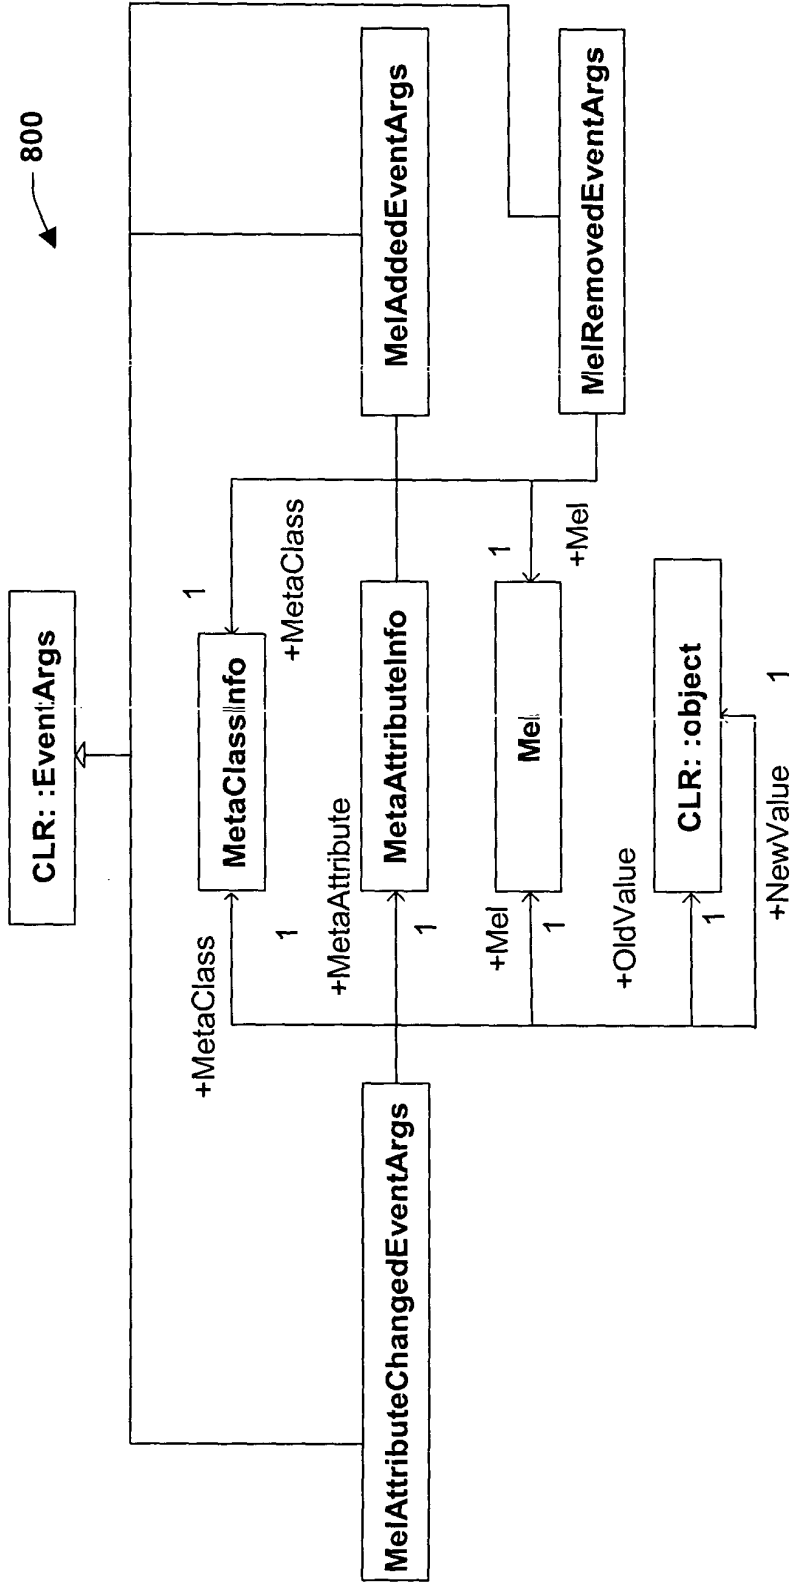 800
CLR: :EventArgs
+MetaClass
1
MetaClassInfo
1
+MetaClass
+MetaAttribute
1
MetaAttributeInfo
MelAttributeChangedEventArgs
MelAddedEventArgs
+Mel
1
Mel
1
+Mel
MelRemovedEventArgs
+OldValue
1
CLR: :object
+NewValue
1